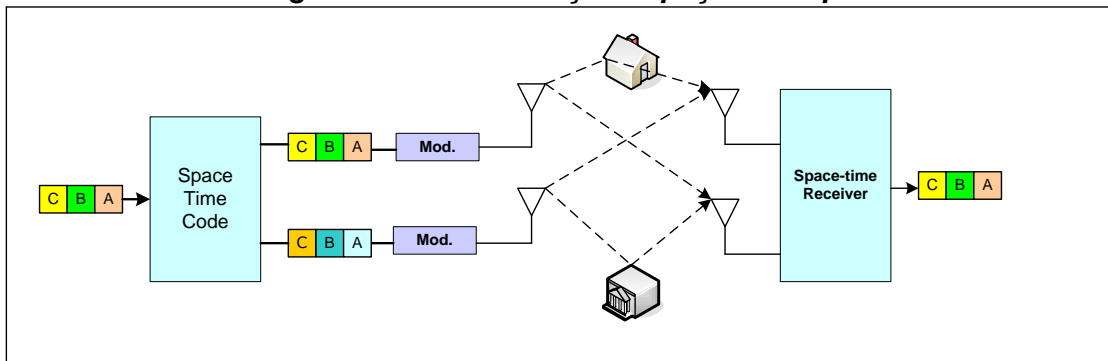 C B A
Space
Time
Code
C B A
Mod.
C B A
Mod.
Space-time
Receiver
C B A